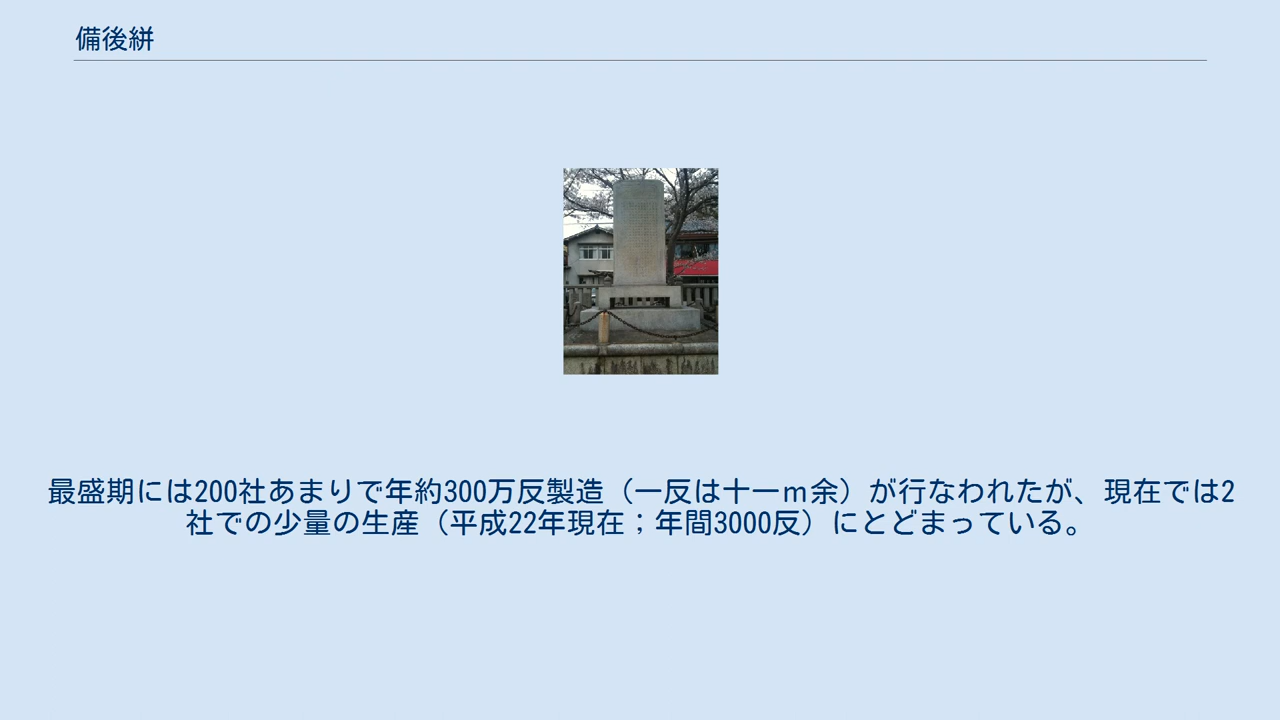 備後絣
最盛期には200社あまりで年約300万反製造（一反は十一ｍ余）が行なわれたが、現在では2
社での少量の生産（平成22年現在；年間3000反）にとどまっている。